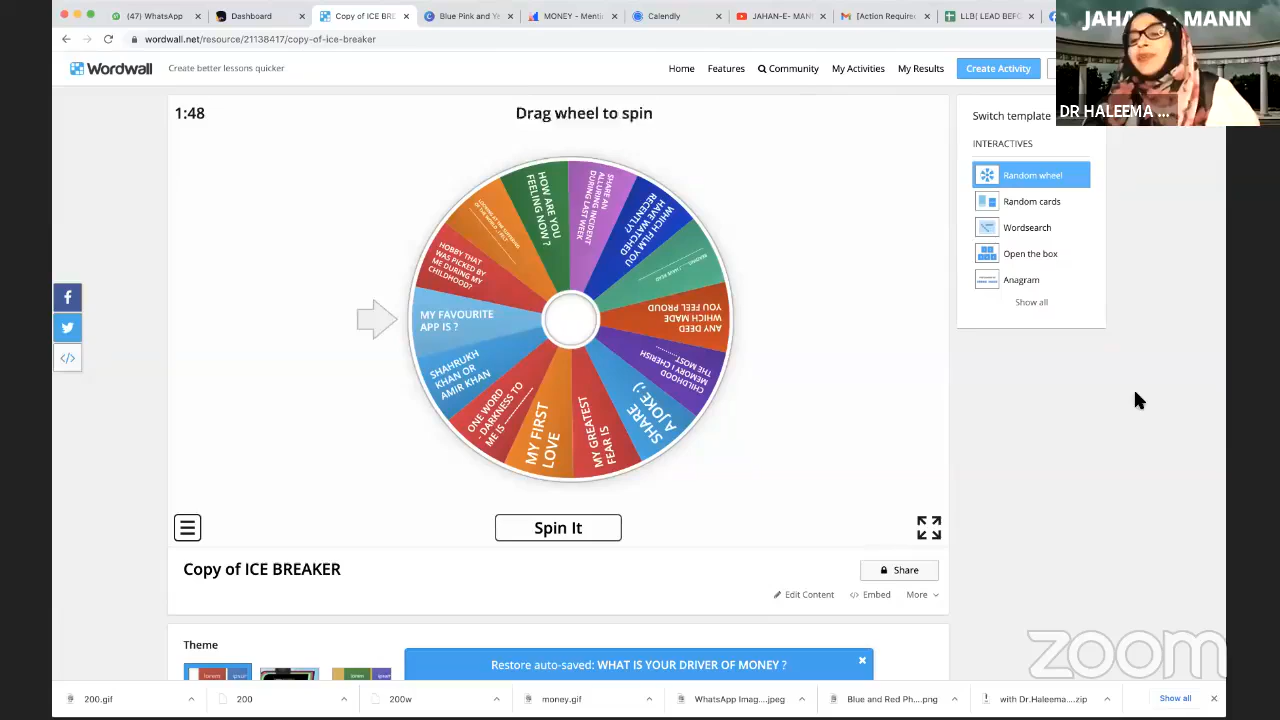 (47) WhatsApp
Dashboard
Copy of ICE BRE
Blue Pink and Ye
MONEY - Menti
Calendly
JAHAN-E- MANN
[Action Require
LLB( LEAD BEFO
wordwall.net/resource/21138417/copy-of-ice-breaker
JAHAN-E-MANN
DR HALEEMA ...
Wordwall
Create better lessons quicker
Home
Features
Community
My Activities
My Results
Create Activity
1:48
Drag wheel to spin
Switch template
INTERACTIVES
Random wheel
Random cards
Wordsearch
Open the box
Anagram
Show all
HOW ARE YOU
FEELING NOW ?
SHARE AN
ALLURING INCIDENT
DURING LAST WEEK
WHICH FILM YOU
HAVE WATCHED
RECENTLY?
ANY DEED
WHICH MADE
YOU FEEL PROUD
CHILDHOOD
MEMORY I CHERISH
THE MOST ..........
SHARE
A JOKE ;)
MY GREATEST
FEAR IS
MY FIRST
LOVE
ONE WORD
- DARKNESS TO
ME IS ________
SHAHRUKH
KHAN OR
AMIR KHAN
MY FAVOURITE
APP IS ?
HOBBY THAT
WAS PICKED BY
ME DURING MY
CHILDHOOD?
Spin It
Copy of ICE BREAKER
Share
Edit Content
Embed
More
Theme
Restore auto-saved: WHAT IS YOUR DRIVER OF MONEY ?
zoom
200.gif
200
200w
money.gif
WhatsApp Imag....jpeg
Blue and Red Ph....png
with Dr.Haleema....zip
Show all